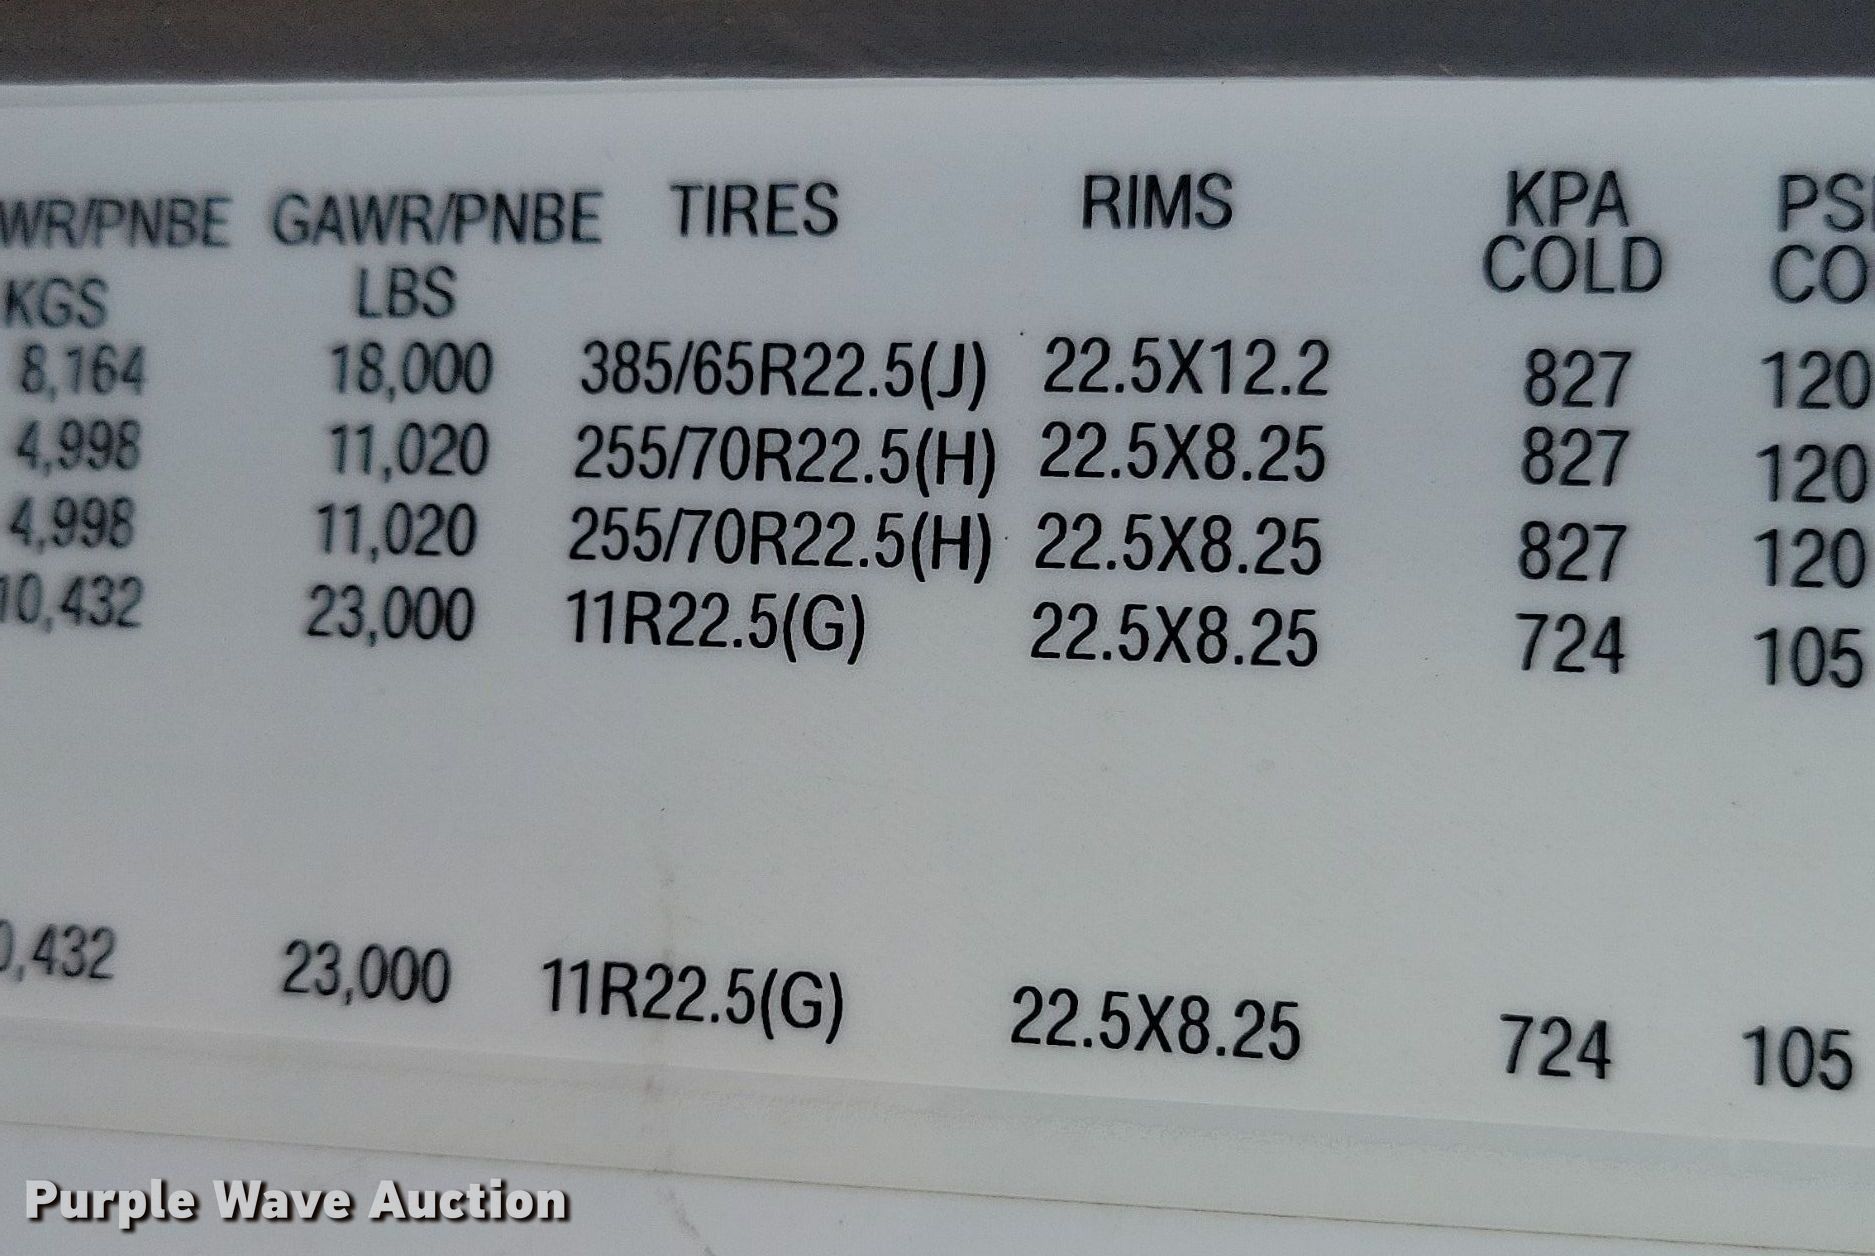 WR/PNBE GAWR/PNBE TIRES RIMS KPA PSI
KGS LBS COLD CO
8,164 18,000 385/65R22.5(J) 22.5X12.2 827 120
4,998 11,020 255/70R22.5(H) 22.5X8.25 827 120
4,998 11,020 255/70R22.5(H) 22.5X8.25 827 120
10,432 23,000 11R22.5(G) 22.5X8.25 724 105
0,432 23,000 11R22.5(G) 22.5X8.25 724 105
Purple Wave Auction